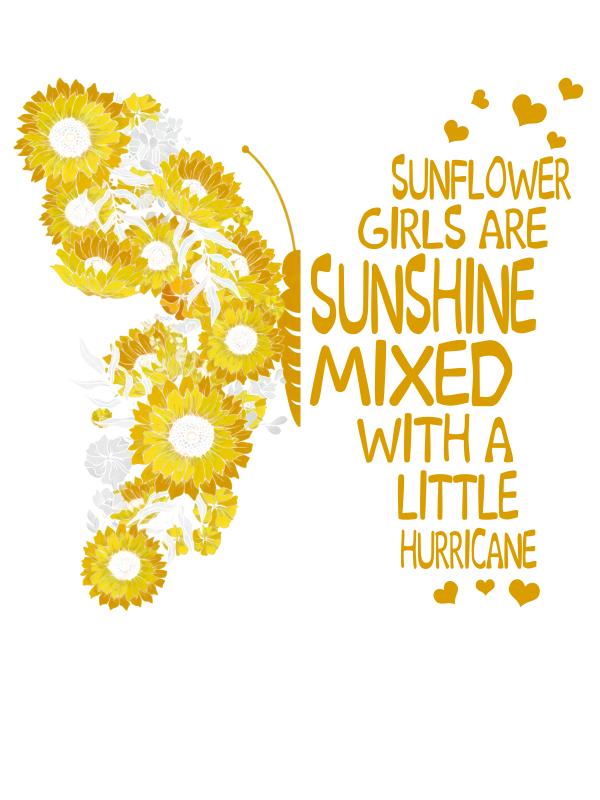 SUNFLOWER
GIRLS ARE
SUNSHINE
MIXED
WITH A
LITTLE
HURRICANE